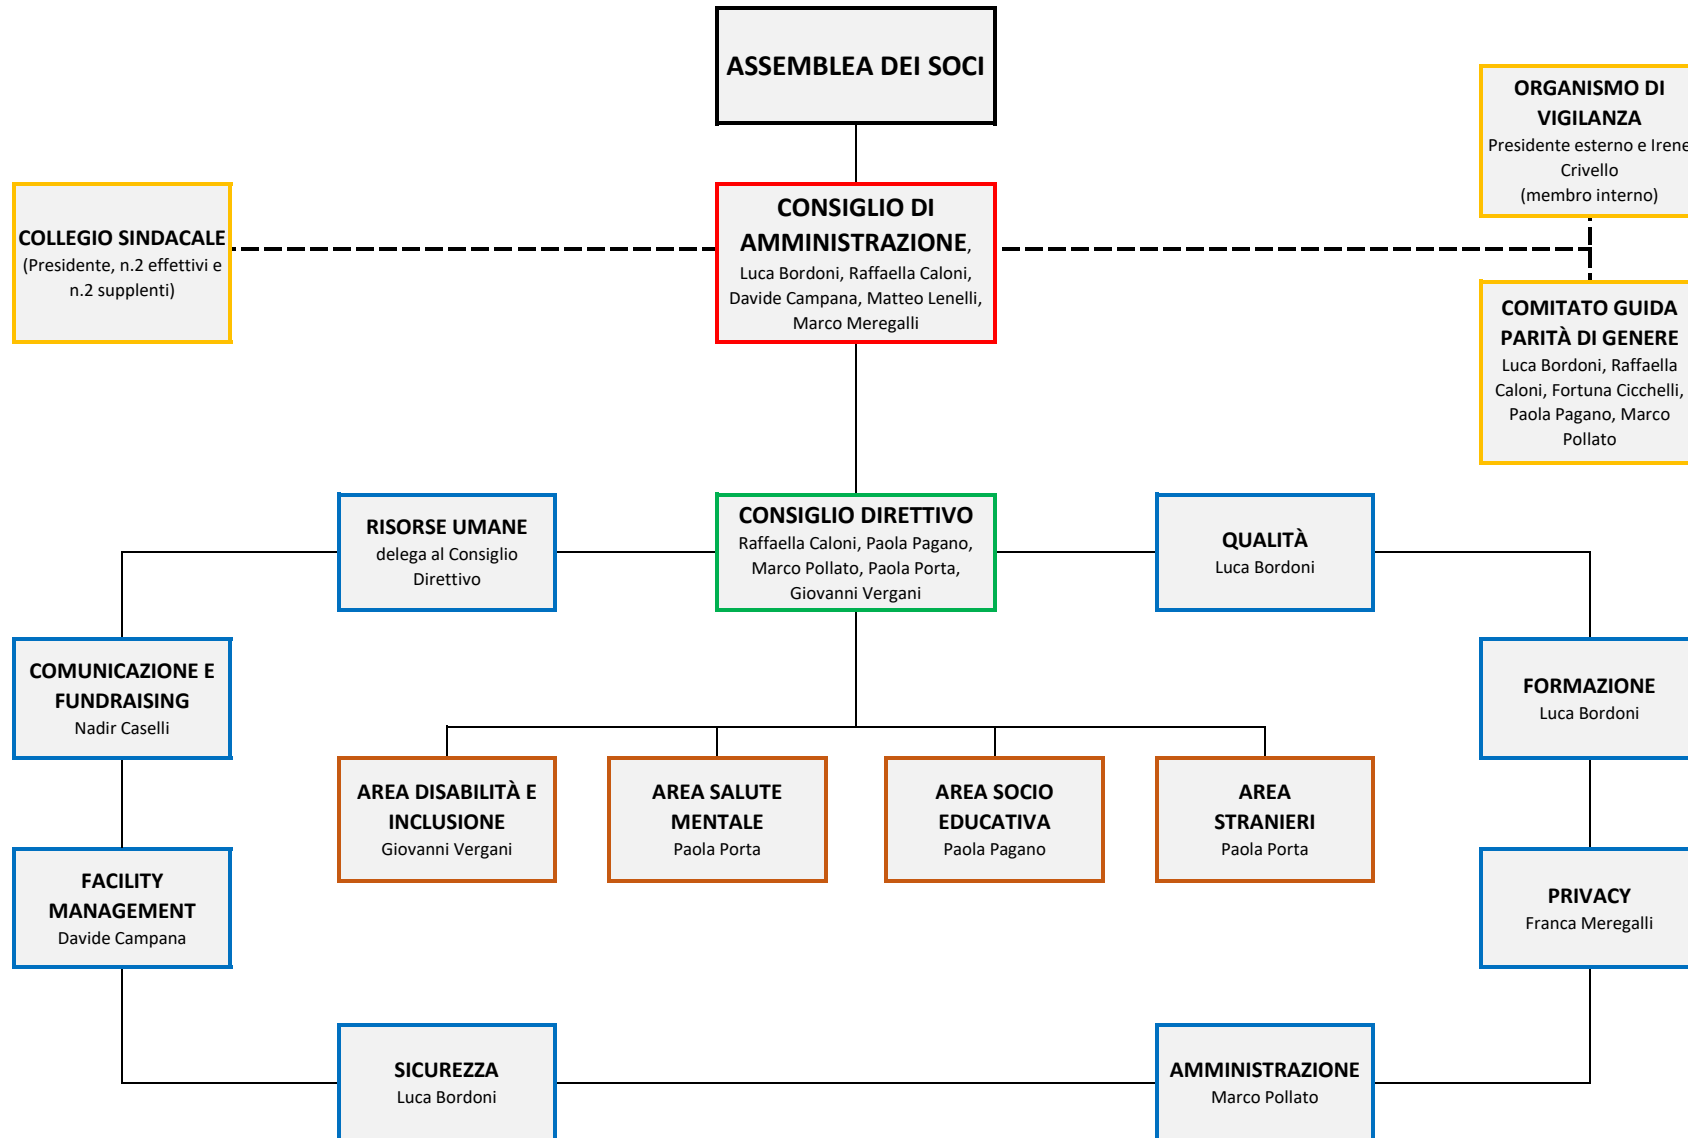 ASSEMBLEA DEI SOCI
ORGANISMO DI
VIGILANZA
Presidente esterno e Irene
Crivello
(membro interno)
COLLEGIO SINDACALE
(Presidente, n.2 effettivi e
n.2 supplenti)
CONSIGLIO DI
AMMINISTRAZIONE,
Luca Bordoni, Raffaella Caloni,
Davide Campana, Matteo Lenelli,
Marco Meregalli
COMITATO GUIDA
PARITÀ DI GENERE
Luca Bordoni, Raffaella
Caloni, Fortuna Cicchelli,
Paola Pagano, Marco
Pollato
RISORSE UMANE
delega al Consiglio
Direttivo
CONSIGLIO DIRETTIVO
Raffaella Caloni, Paola Pagano,
Marco Pollato, Paola Porta,
Giovanni Vergani
QUALITÀ
Luca Bordoni
COMUNICAZIONE E
FUNDRAISING
Nadir Caselli
FORMAZIONE
Luca Bordoni
AREA DISABILITÀ E
INCLUSIONE
Giovanni Vergani
AREA SALUTE
MENTALE
Paola Porta
AREA SOCIO
EDUCATIVA
Paola Pagano
AREA
STRANIERI
Paola Porta
FACILITY
MANAGEMENT
Davide Campana
PRIVACY
Franca Meregalli
SICUREZZA
Luca Bordoni
AMMINISTRAZIONE
Marco Pollato